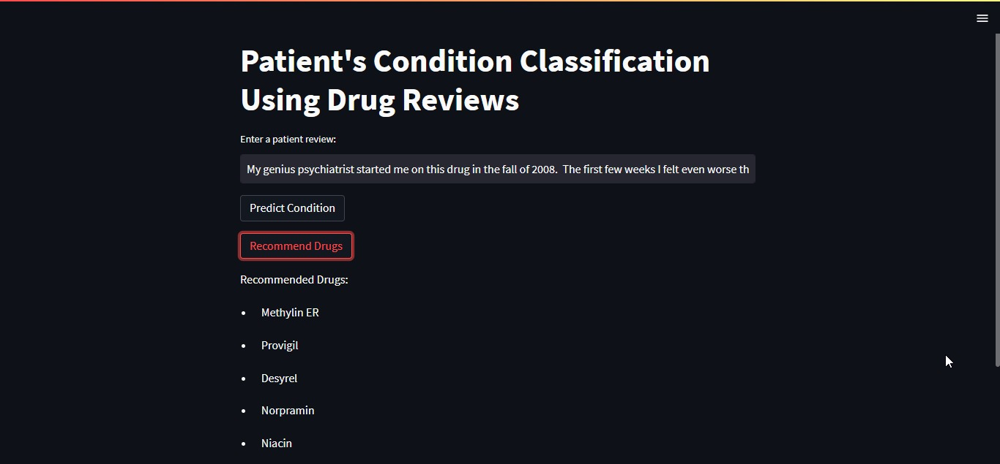 Patient's Condition Classification
Using Drug Reviews
Enter a patient review:
My genius psychiatrist started me on this drug in the fall of 2008.  The first few weeks I felt even worse th
Predict Condition
Recommend Drugs
Recommended Drugs:
• Methylin ER
• Provigil
• Desyrel
• Norpramin
• Niacin